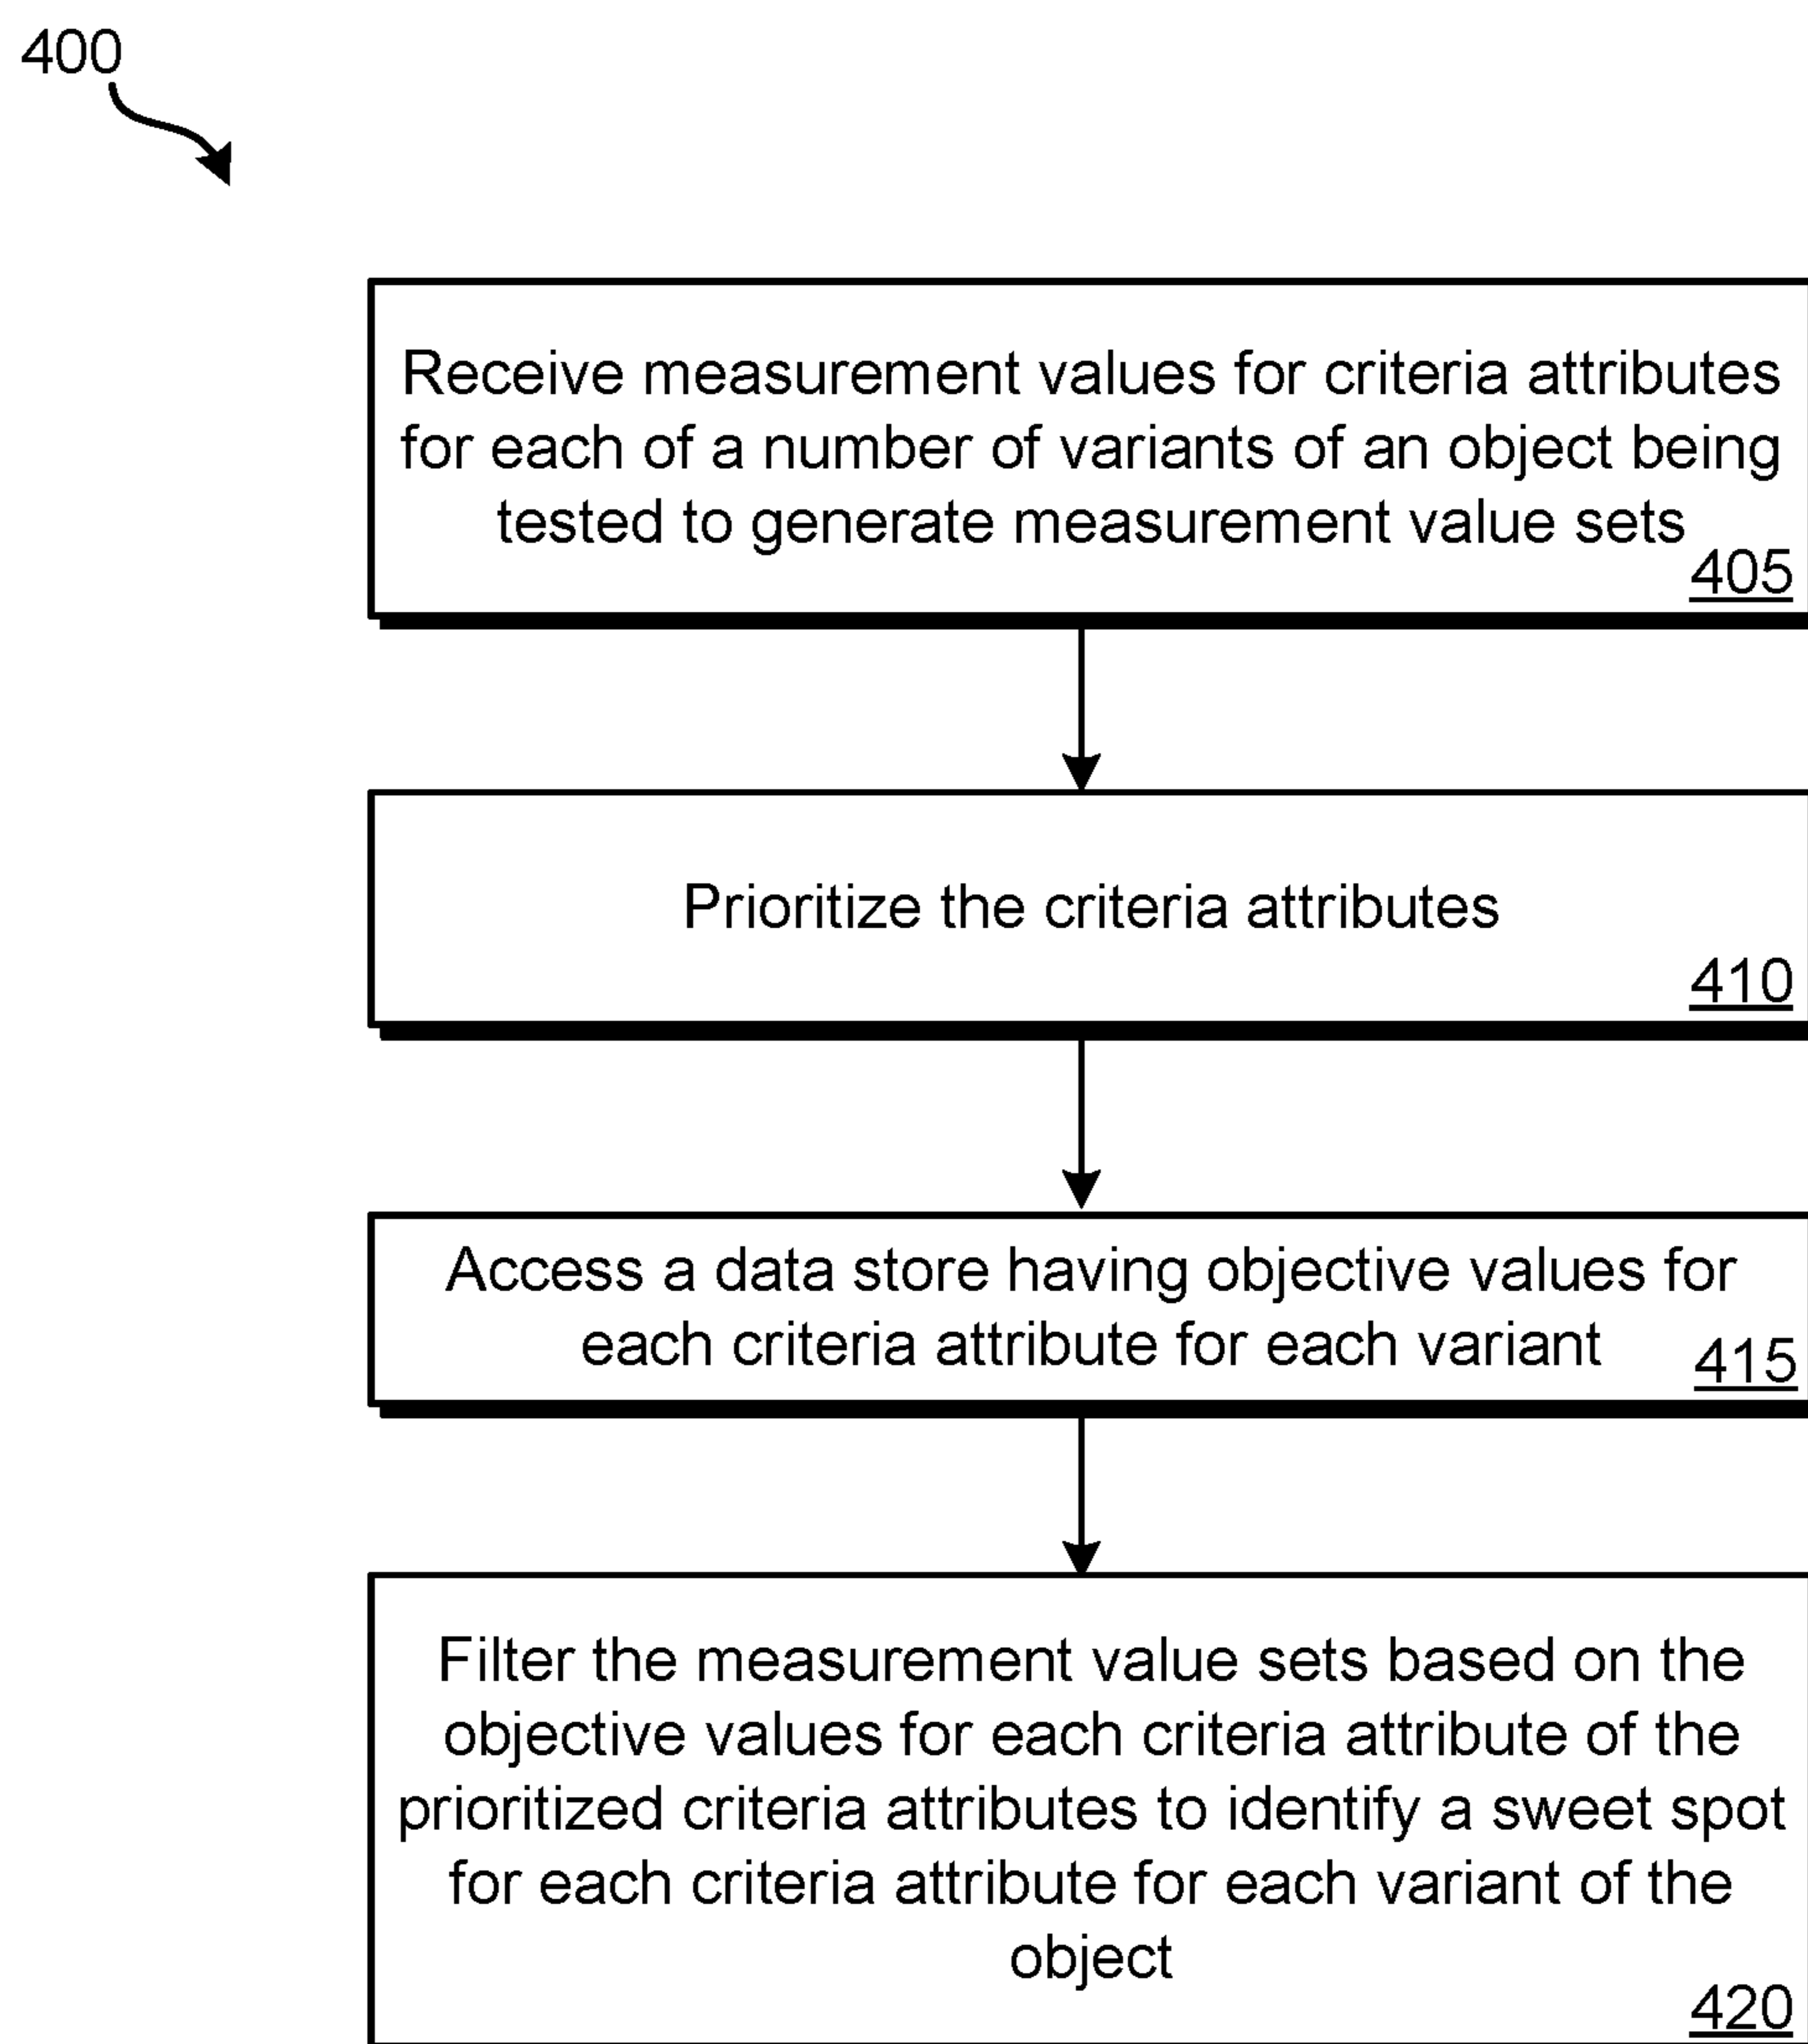 400
Receive measurement values for criteria attributes
for each of a number of variants of an object being
tested to generate measurement value sets
405
Prioritize the criteria attributes
410
Access a data store having objective values for
each criteria attribute for each variant
415
Filter the measurement value sets based on the
objective values for each criteria attribute of the
prioritized criteria attributes to identify a sweet spot
for each criteria attribute for each variant of the
object
420